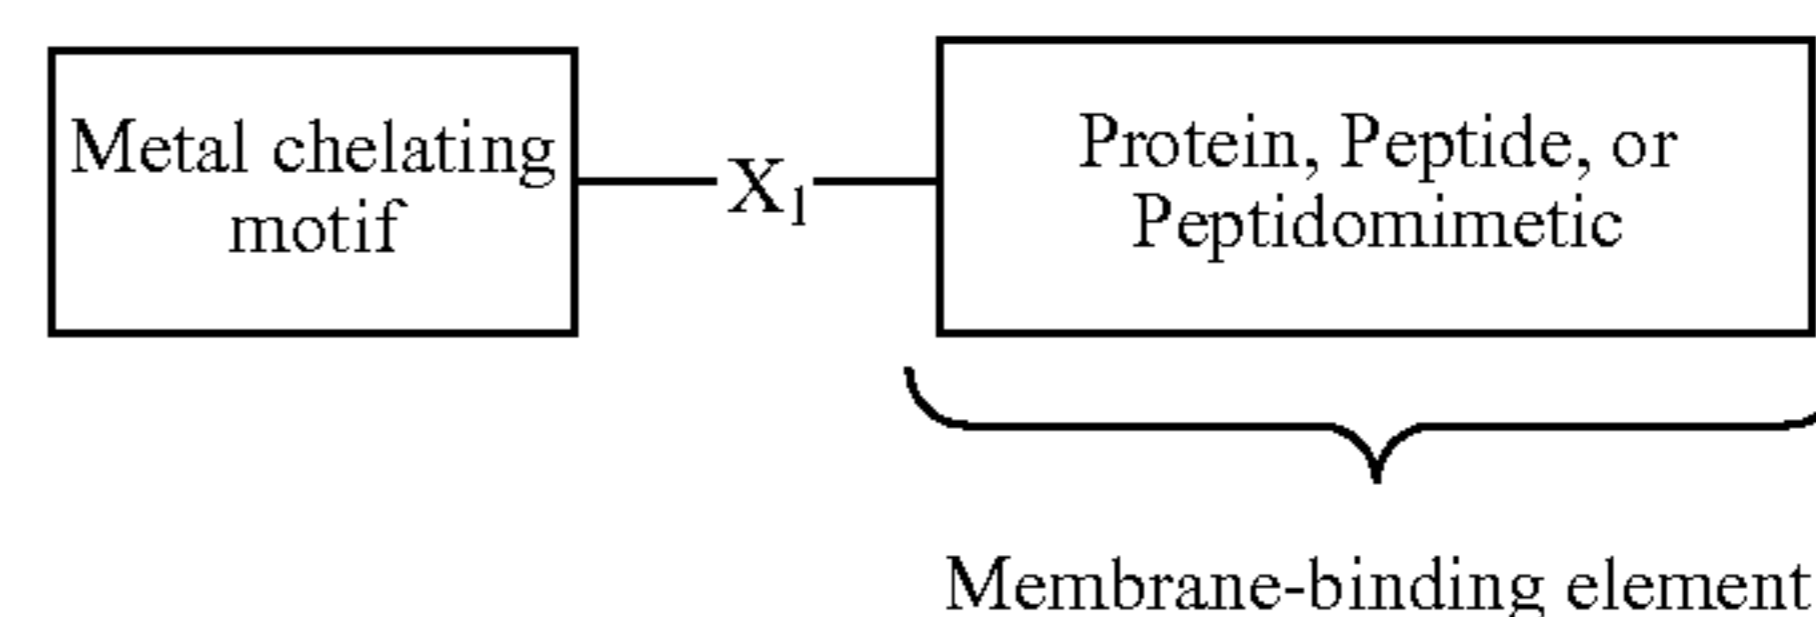 Metal chelating
motif
X1
Protein, Peptide, or
Peptidomimetic
Membrane-binding element